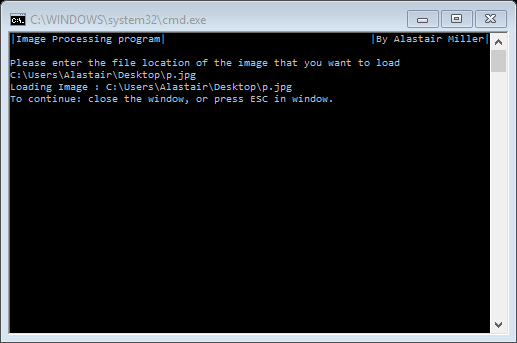 C:\WINDOWS\system32\cmd.exe
|Image Processing program| |By Alastair Miller|
Please enter the file location of the image that you want to load
C:\Users\Alastair\Desktop\p.jpg
Loading Image : C:\Users\Alastair\Desktop\p.jpg
To continue: close the window, or press ESC in window.